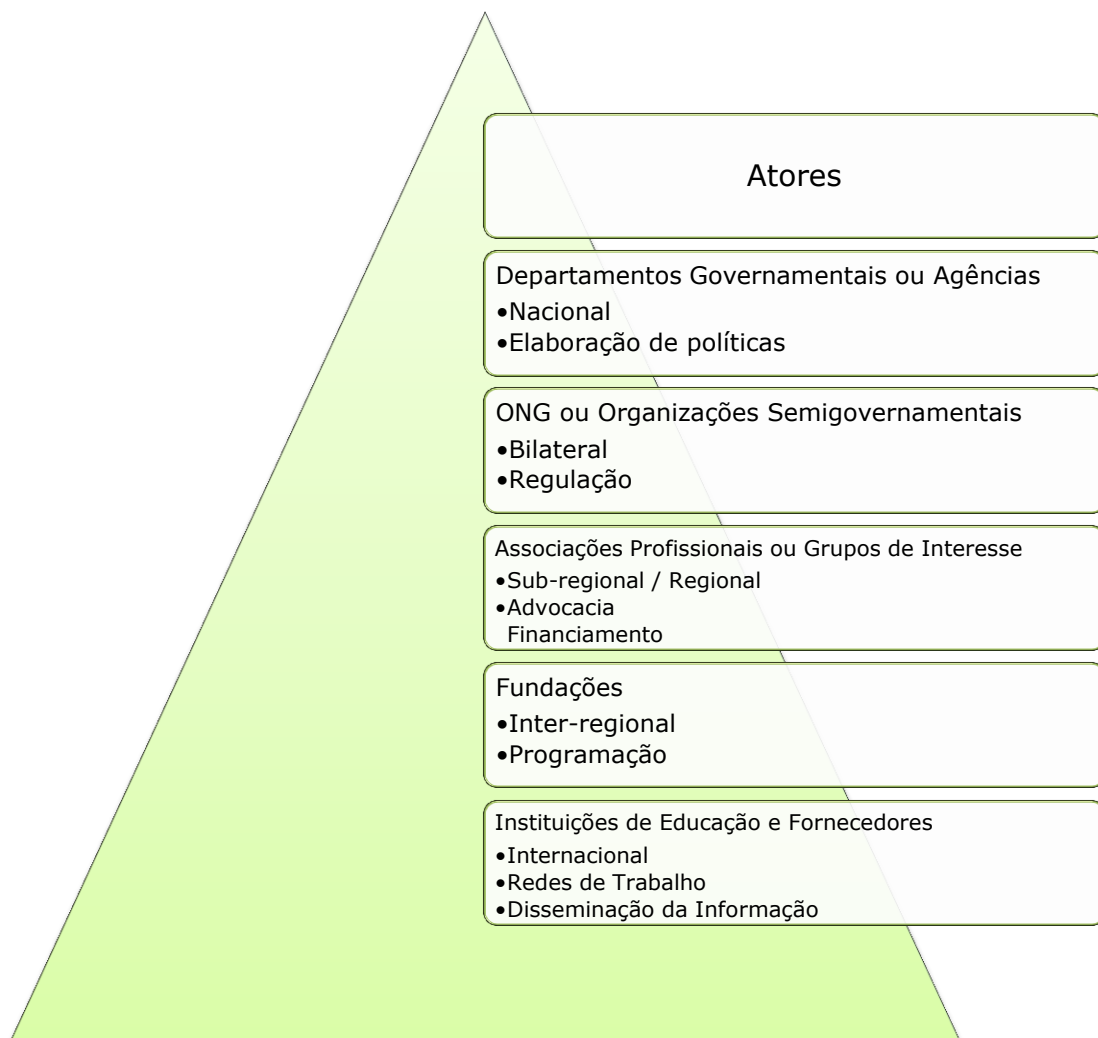 Atores
Departamentos Governamentais ou Agências
•Nacional
•Elaboração de políticas
ONG ou Organizações Semigovernamentais
•Bilateral
•Regulação
Associações Profissionais ou Grupos de Interesse
•Sub-regional / Regional
•Advocacia
Financiamento
Fundações
•Inter-regional
•Programação
Instituições de Educação e Fornecedores
•Internacional
•Redes de Trabalho
•Disseminação da Informação